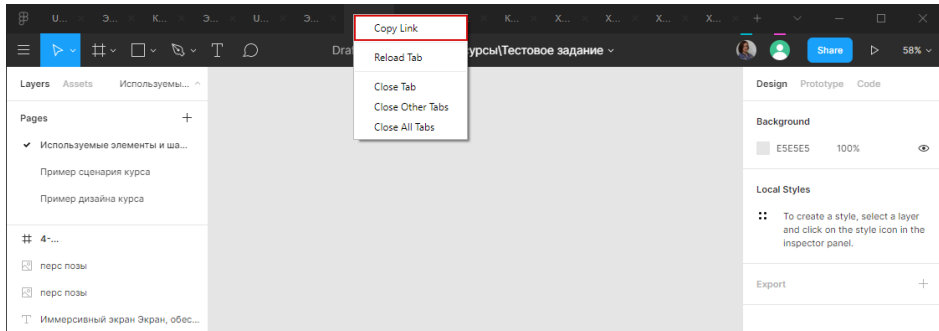 U... Э... К... Э... U... Э... К... Х... Х... Х... Х...
Copy Link
Reload Tab
Close Tab
Close Other Tabs
Close All Tabs
\Тестовое задание
Share
58%
Layers Assets Используемы...
Pages
Используемые элементы и ша...
Пример сценария курса
Пример дизайна курса
4-...
перс позы
перс позы
Иммерсивный экран Экран, обес...
Design Prototype Code
Background
E5E5E5 100%
Local Styles
To create a style, select a layer
and click on the style icon in the
inspector panel.
Export